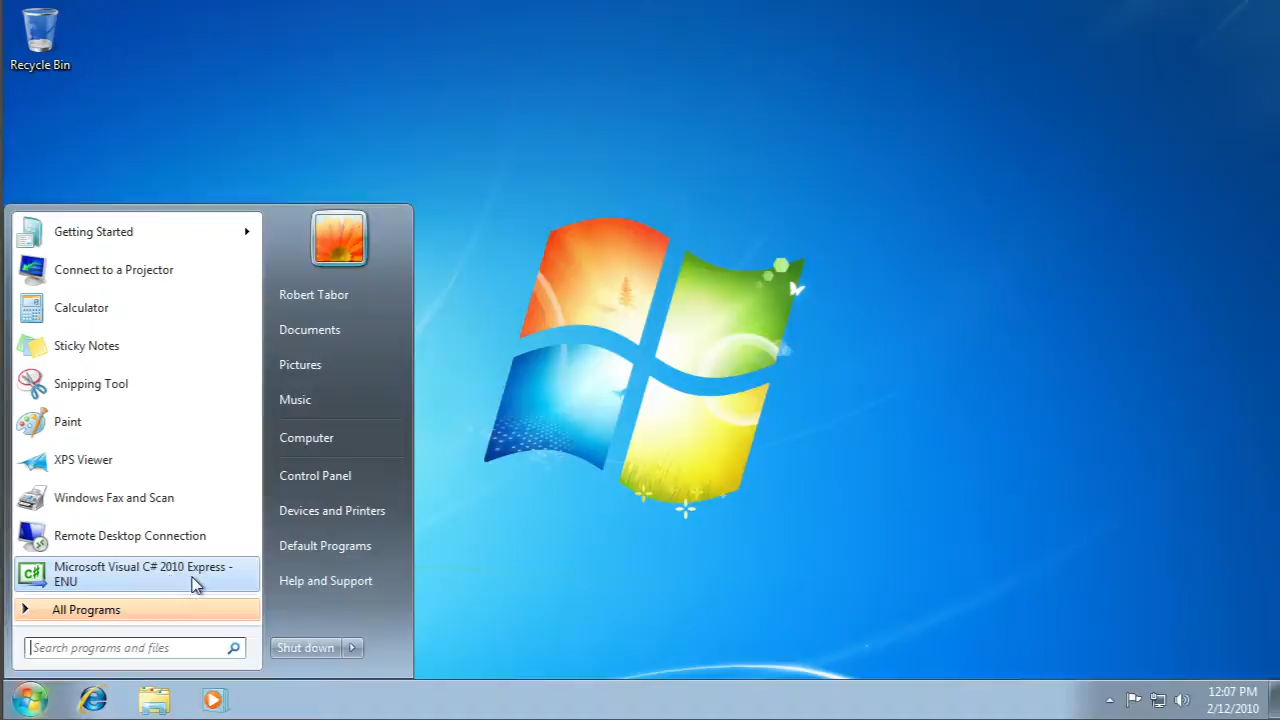 Recycle Bin
Getting Started
Connect to a Projector
Calculator
Sticky Notes
Snipping Tool
Paint
XPS Viewer
Windows Fax and Scan
Remote Desktop Connection
Microsoft Visual C# 2010 Express -
ENU
All Programs
Search programs and files
Robert Tabor
Documents
Pictures
Music
Computer
Control Panel
Devices and Printers
Default Programs
Help and Support
Shut down
12:07 PM
2/12/2010